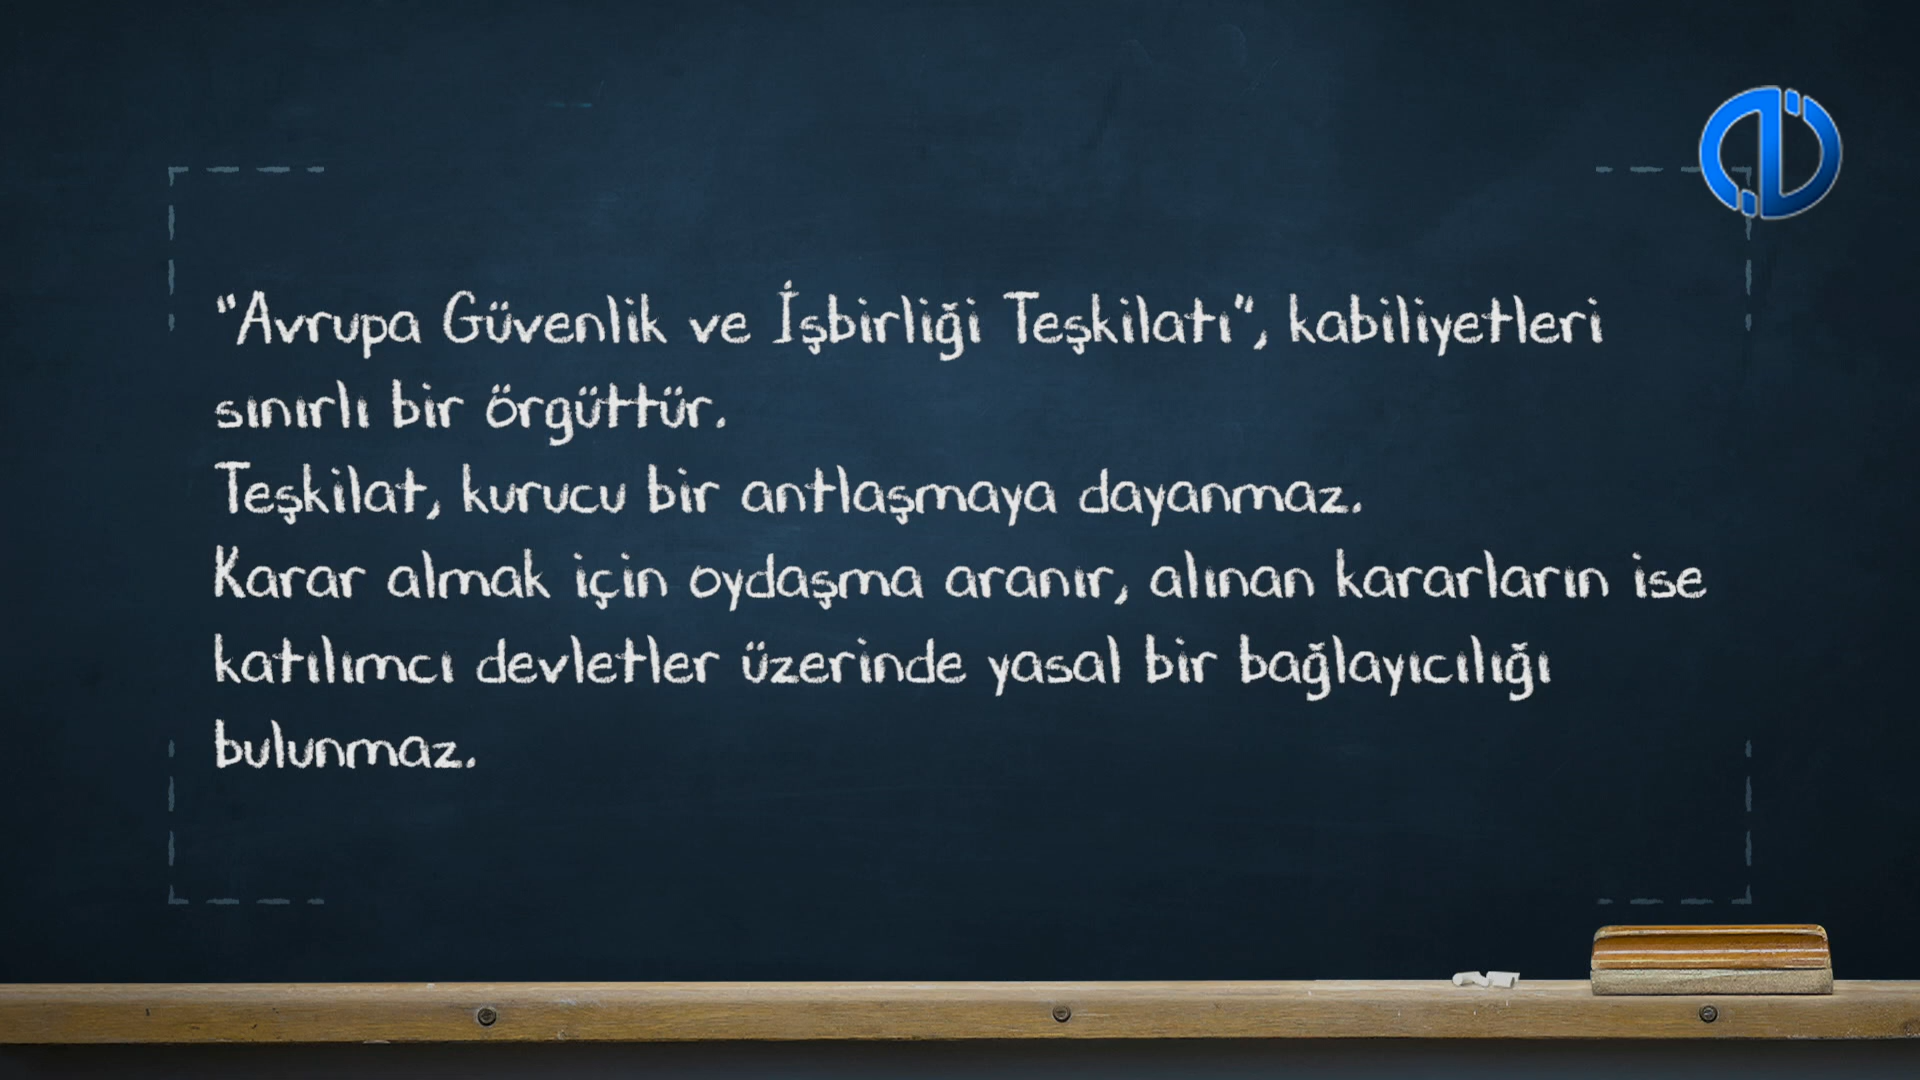 "Avrupa Güvenlik ve İşbirliği Teşkilatı", kabiliyetleri
sınırlı bir örgüttür.
Teşkilat, kurucu bir antlaşmaya dayanmaz.
Karar almak için oydaşma aranır, alınan kararların ise
katılımcı devletler üzerinde yasal bir bağlayıcılığı
bulunmaz.